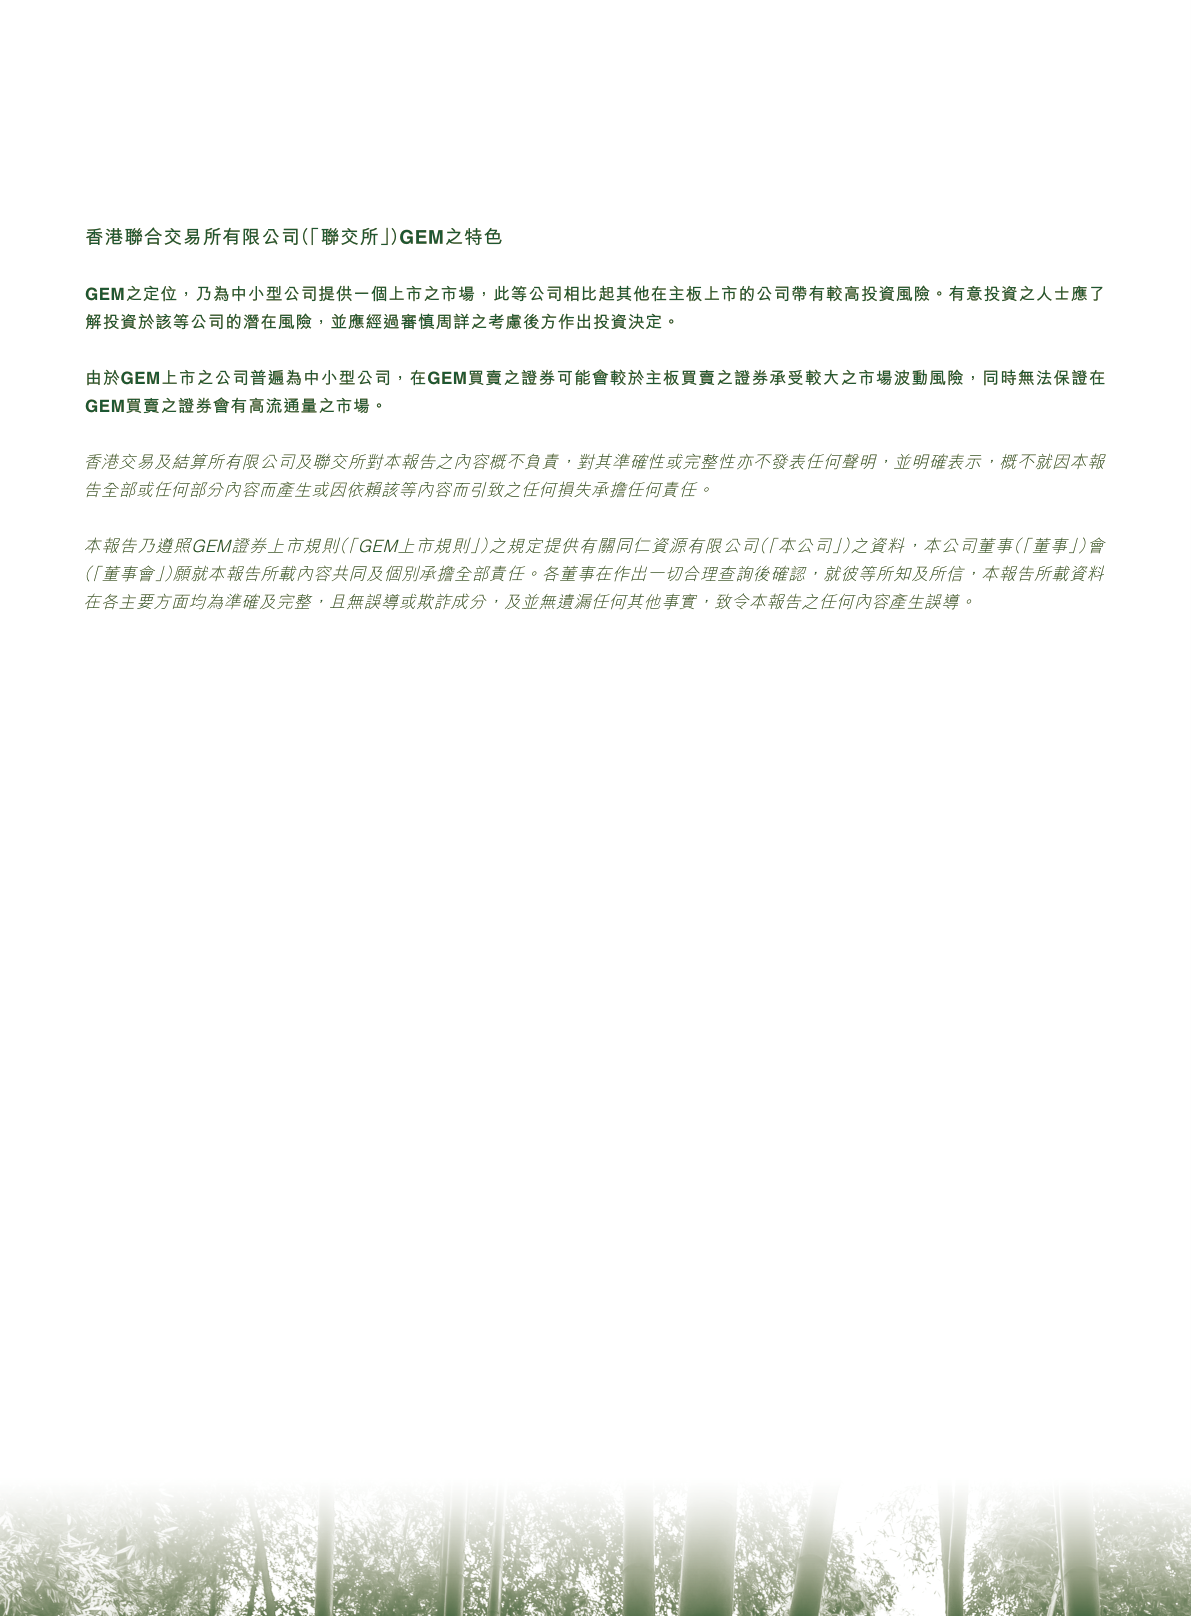 香港聯合交易所有限公司(「聯交所」)GEM之特色
GEM之定位，乃為中小型公司提供一個上市之市場，此等公司相比起其他在主板上市的公司帶有較高投資風險。有意投資之人士應了
解投資於該等公司的潛在風險，並應經過審慎周詳之考慮後方作出投資決定。
由於GEM上市之公司普遍為中小型公司，在GEM買賣之證券可能會較於主板買賣之證券承受較大之市場波動風險，同時無法保證在
GEM買賣之證券會有高流通量之市場。
香港交易及結算所有限公司及聯交所對本報告之內容概不負責，對其準確性或完整性亦不發表任何聲明，並明確表示，概不就因本報
告全部或任何部分內容而產生或因依賴該等內容而引致之任何損失承擔任何責任。
本報告乃遵照GEM證券上市規則(「GEM上市規則」)之規定提供有關同仁資源有限公司(「本公司」)之資料，本公司董事(「董事」)會
(「董事會」)願就本報告所載內容共同及個別承擔全部責任。各董事在作出一切合理查詢後確認，就彼等所知及所信，本報告所載資料
在各主要方面均為準確及完整，且無誤導或欺詐成分，及並無遺漏任何其他事實，致令本報告之任何內容產生誤導。